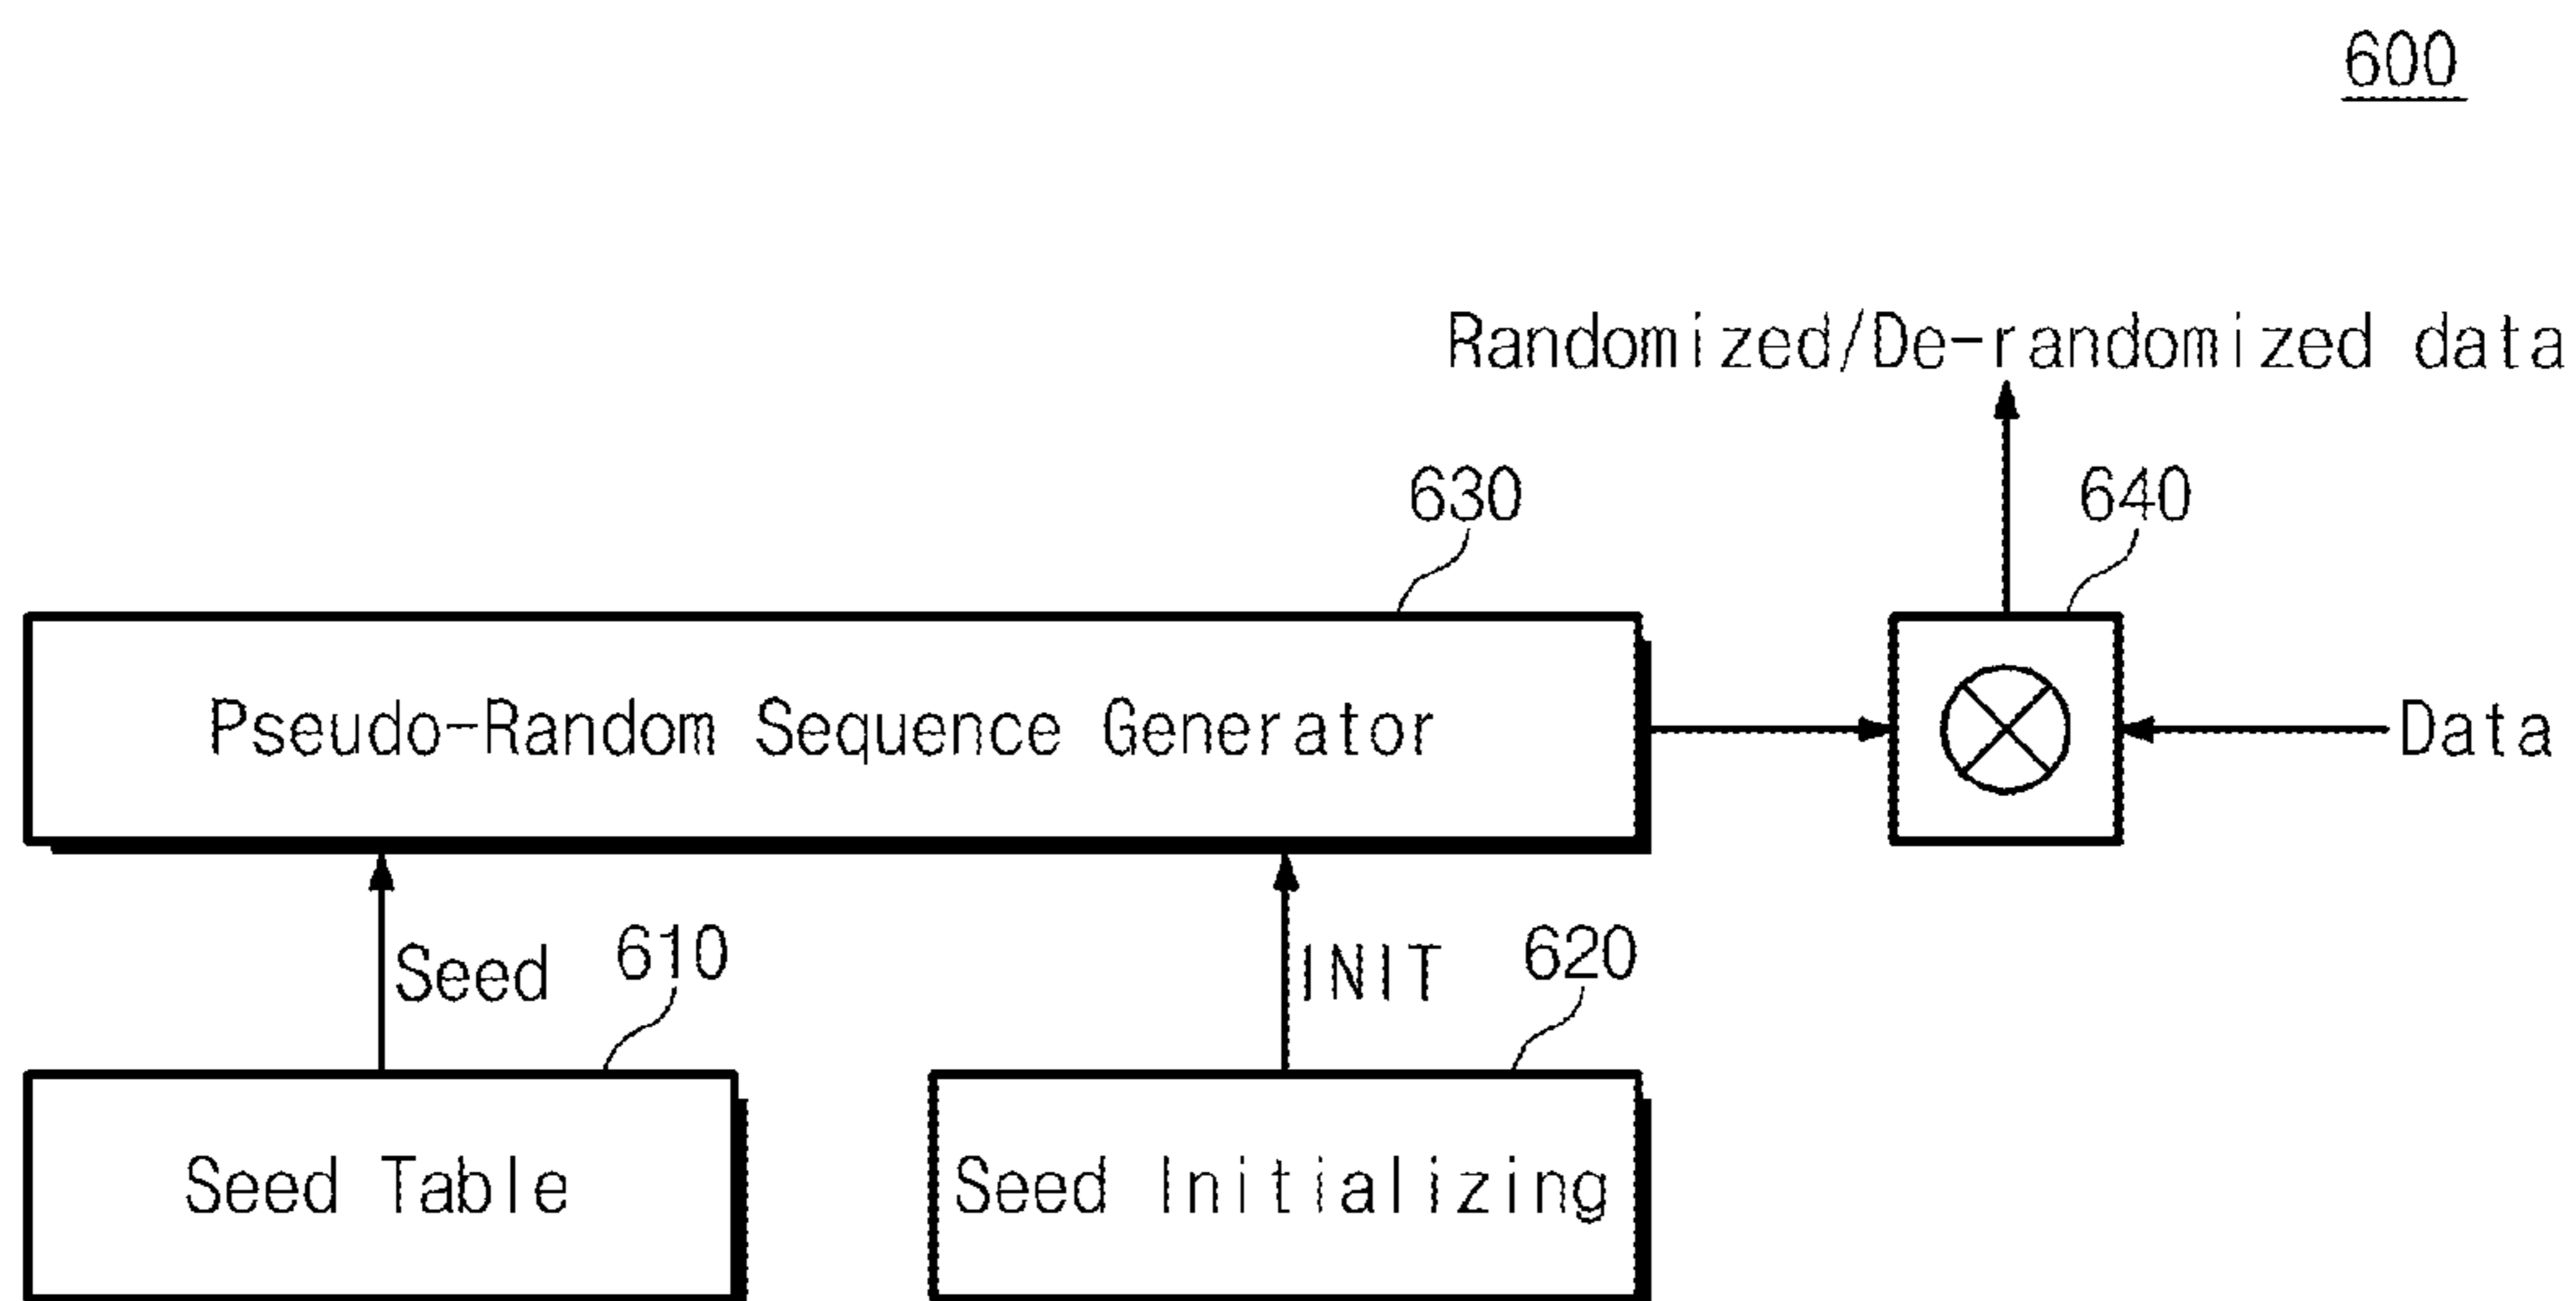 600
Randomized/De-randomized data
630
640
Pseudo-Random Sequence Generator
Data
Seed
610
INIT
620
Seed Table
Seed Initializing